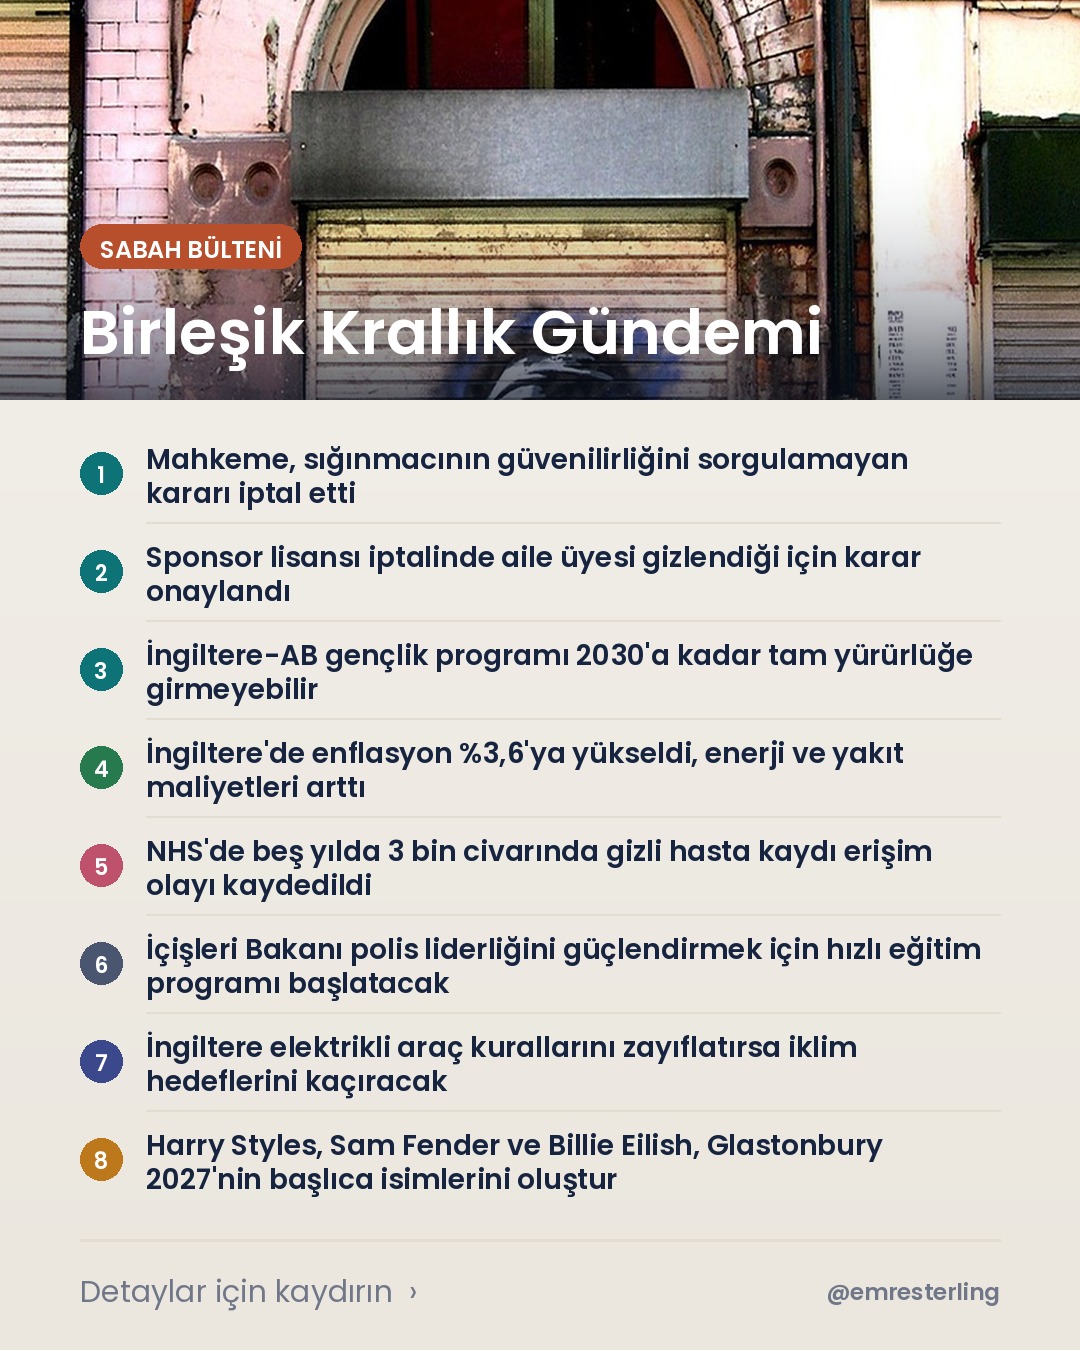 SABAH BÜLTENİ
Birleşik Krallık Gündemi
1
Mahkeme, sığınmacının güvenilirliğini sorgulamayan
kararı iptal etti
2
Sponsor lisansı iptalinde aile üyesi gizlendiği için karar
onaylandı
3
İngiltere-AB gençlik programı 2030'a kadar tam yürürlüğe
girmeyebilir
4
İngiltere'de enflasyon %3,6'ya yükseldi, enerji ve yakıt
maliyetleri arttı
5
NHS'de beş yılda 3 bin civarında gizli hasta kaydı erişim
olayı kaydedildi
6
İçişleri Bakanı polis liderliğini güçlendirmek için hızlı eğitim
programı başlatacak
7
İngiltere elektrikli araç kurallarını zayıflatırsa iklim
hedeflerini kaçıracak
8
Harry Styles, Sam Fender ve Billie Eilish, Glastonbury
2027'nin başlıca isimlerini oluştur
Detaylar için kaydırın ›
@emresterling